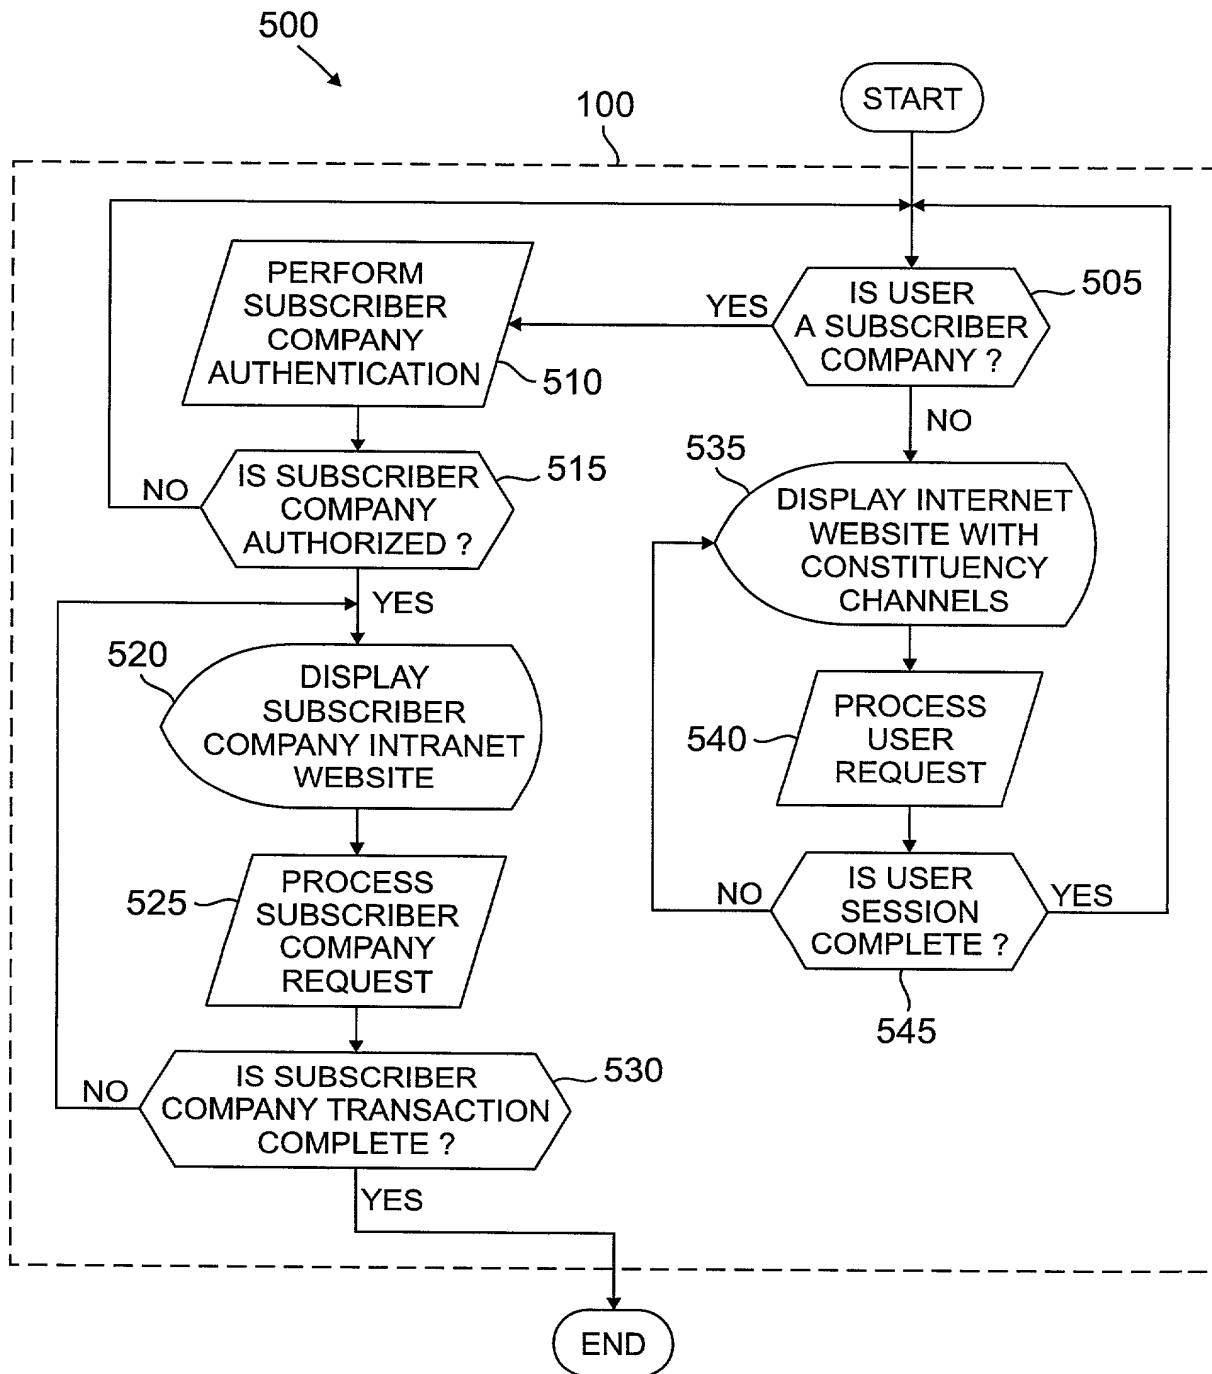 500
START
100
PERFORM
SUBSCRIBER
COMPANY
AUTHENTICATION
510
YES
IS USER
A SUBSCRIBER
COMPANY ?
505
NO
NO
IS SUBSCRIBER
COMPANY
AUTHORIZED ?
515
YES
535
DISPLAY INTERNET
WEBSITE WITH
CONSTITUENCY
CHANNELS
520
DISPLAY
SUBSCRIBER
COMPANY INTRANET
WEBSITE
540
PROCESS
USER
REQUEST
525
PROCESS
SUBSCRIBER
COMPANY
REQUEST
NO
IS USER
SESSION
COMPLETE ?
YES
545
NO
IS SUBSCRIBER
COMPANY TRANSACTION
COMPLETE ?
530
YES
END